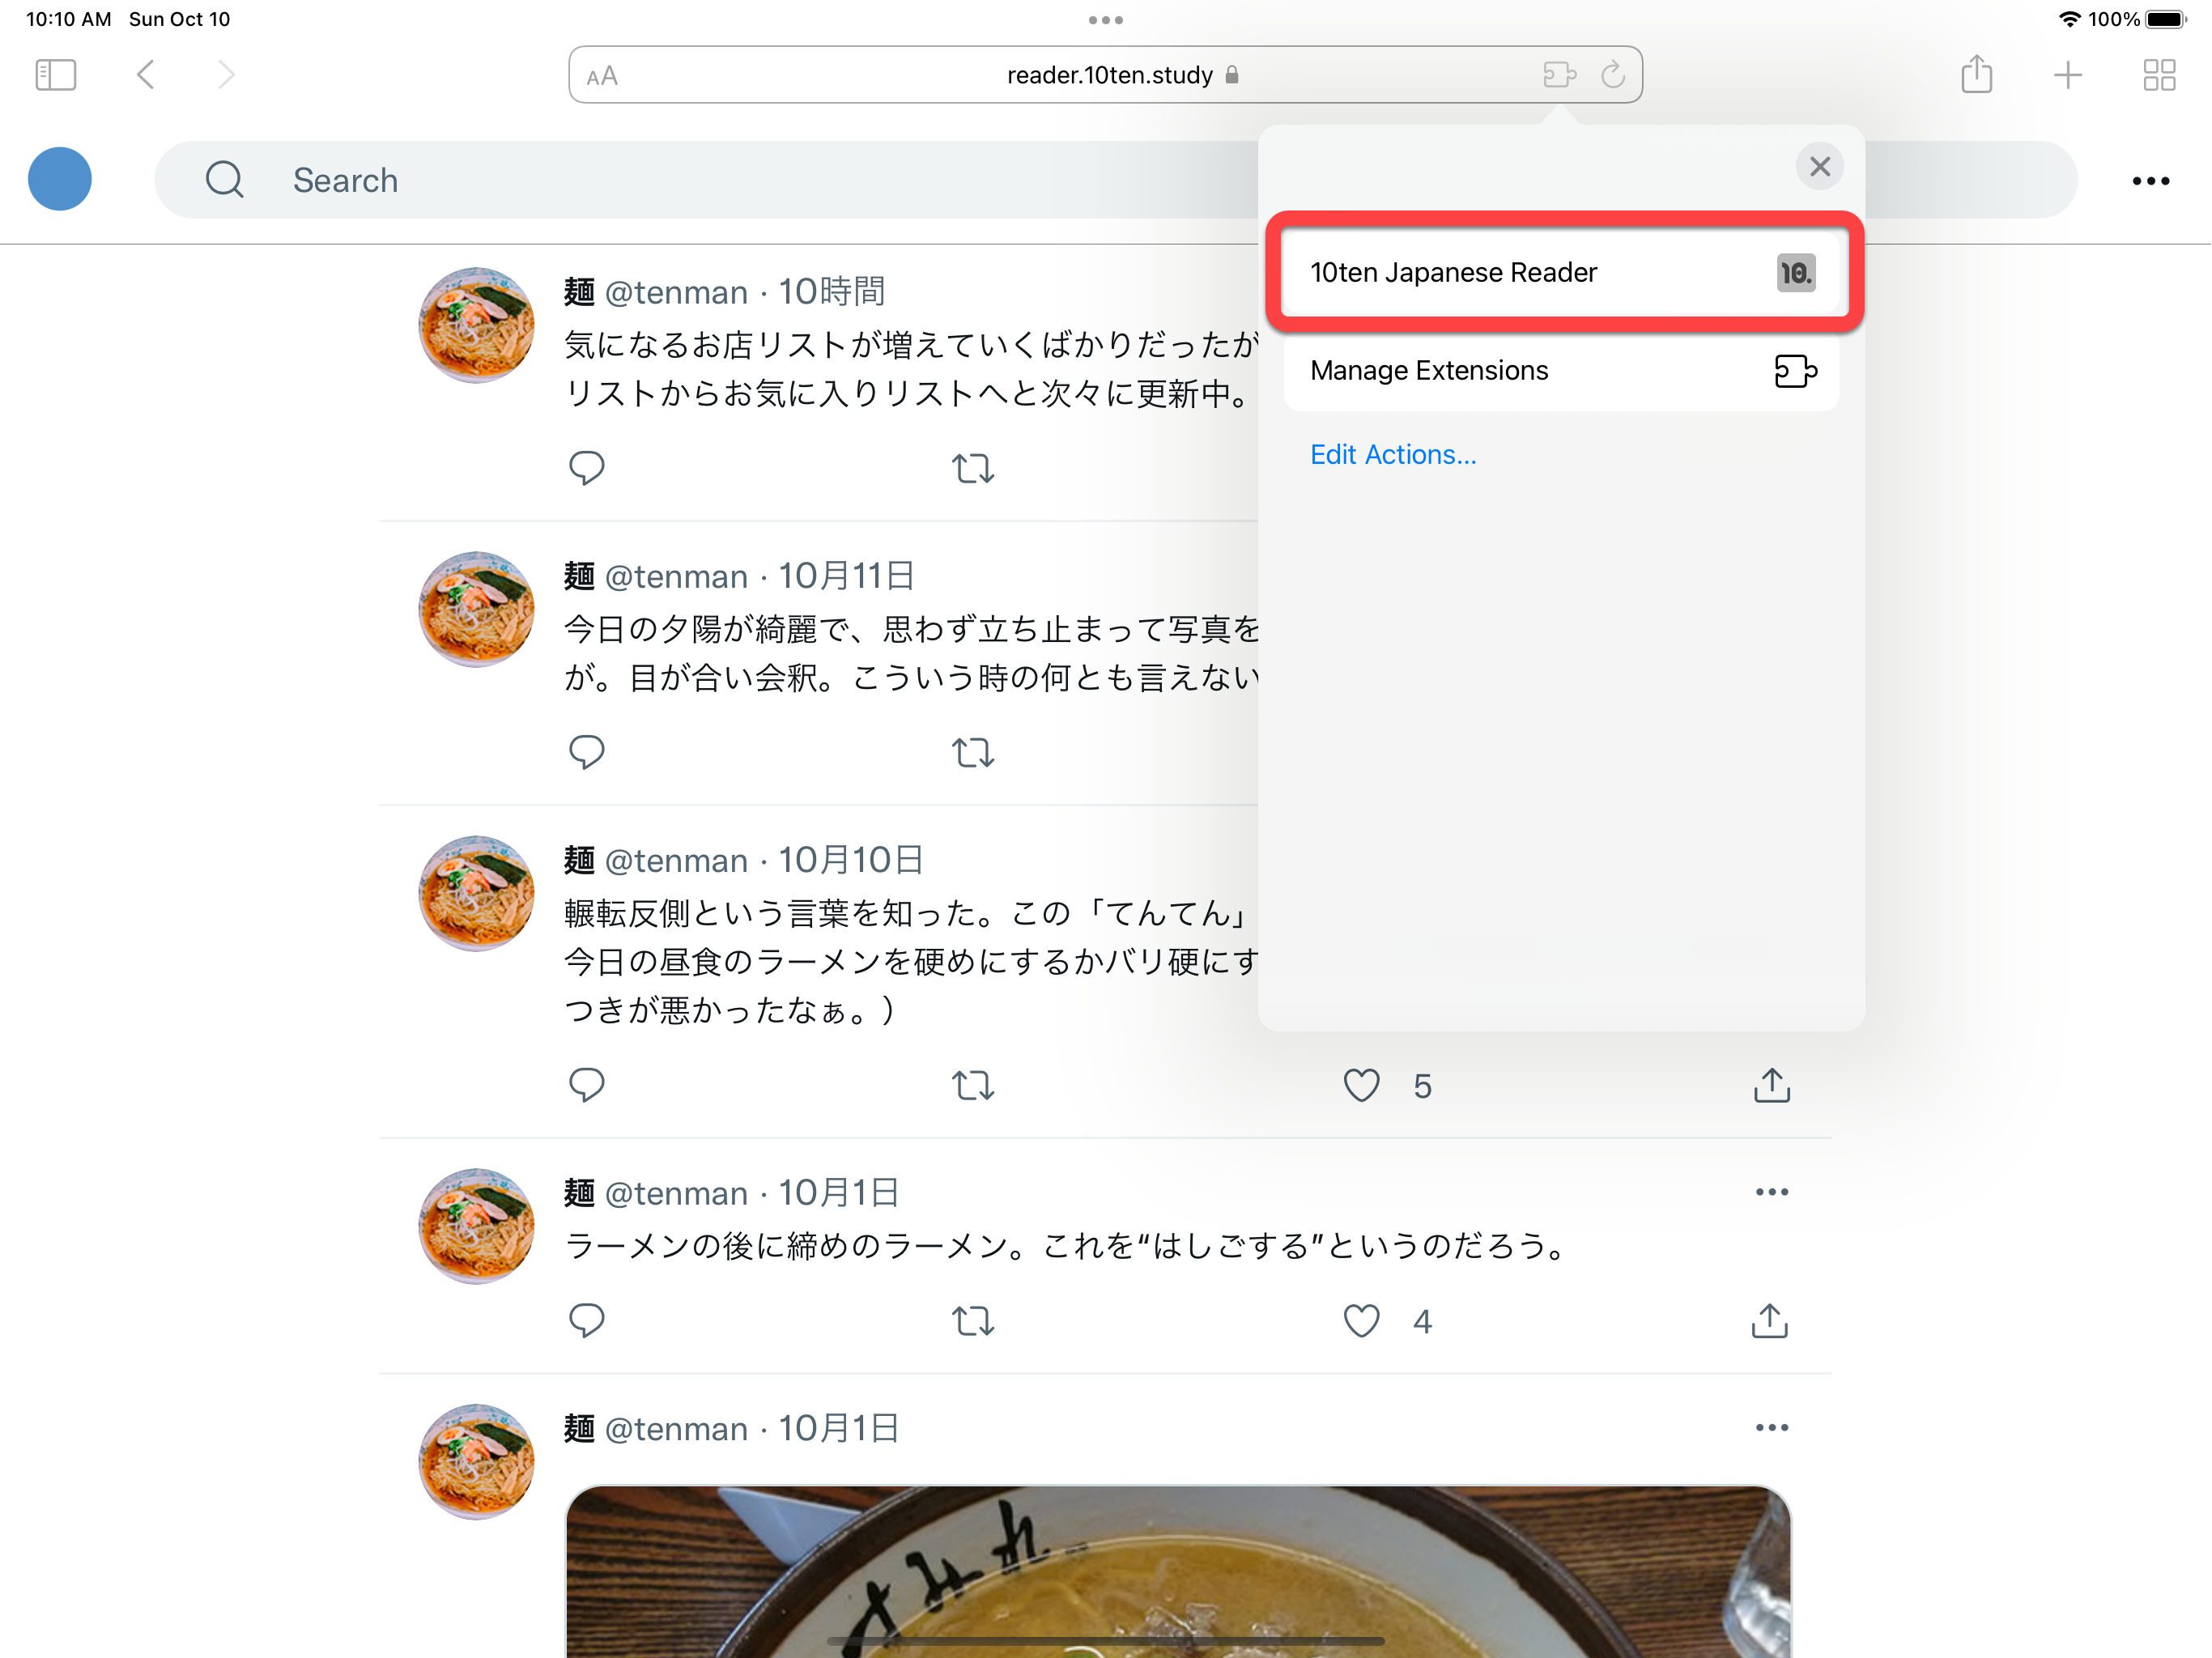 10:10 AM Sun Oct 10
100%
AA
reader.10ten.study
Search
10ten Japanese Reader
10.
Manage Extensions
Edit Actions...
麺 @tenman · 10時間
気になるお店リストが増えていくばかりだったが
リストからお気に入りリストへと次々に更新中。
麺 @tenman · 10月11日
今日の夕陽が綺麗で、思わず立ち止まって写真を
が。目が合い会釈。こういう時の何とも言えない
麺 @tenman · 10月10日
輾転反側という言葉を知った。この「てんてん」
今日の昼食のラーメンを硬めにするかバリ硬にす
つきが悪かったなぁ。）
5
麺 @tenman · 10月1日
ラーメンの後に締めのラーメン。これを“はしごする”というのだろう。
4
麺 @tenman · 10月1日
すみれ